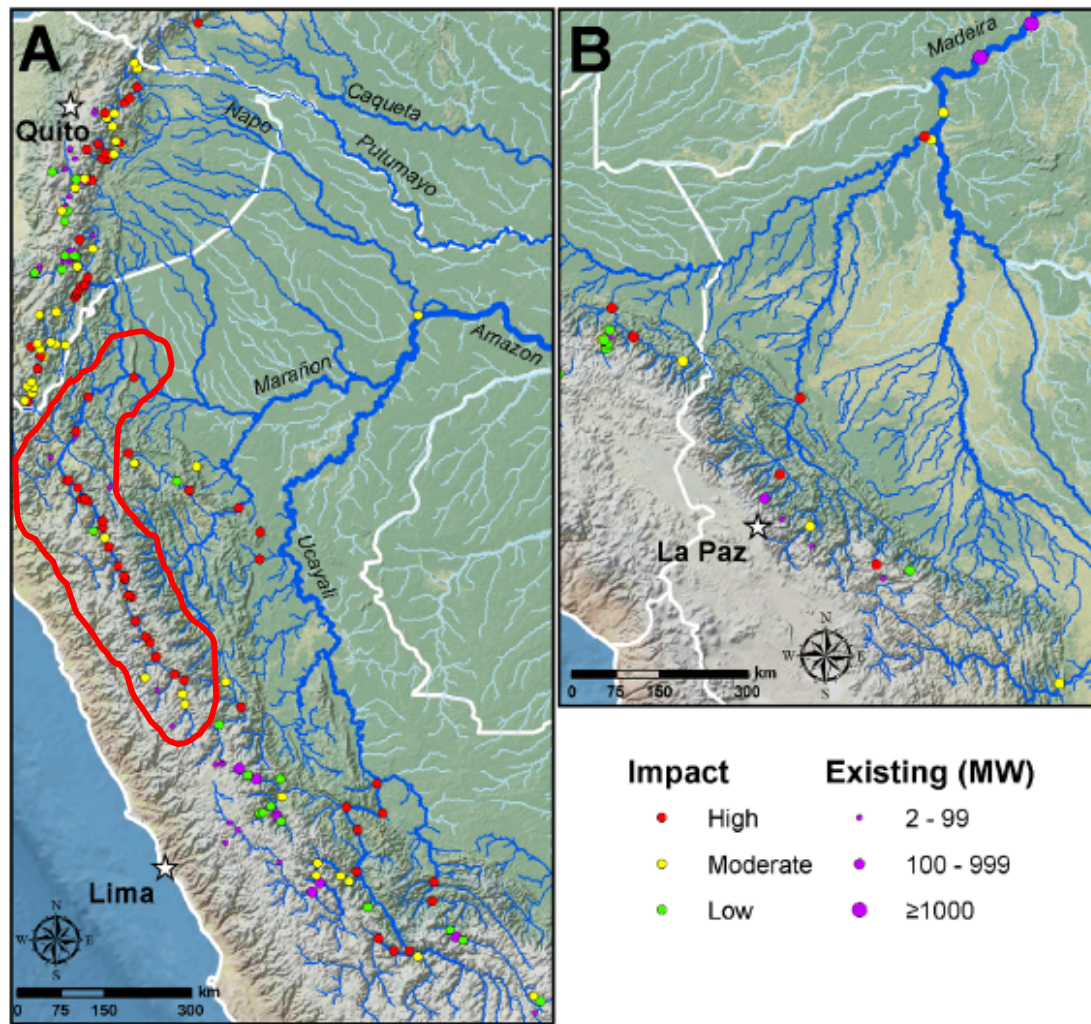 A
Quito
Caqueta
Napo
Putumayo
Amazon
Marañon
Ucayali
Lima
N
W E
S
km
0 75 150 300
B
Madeira
La Paz
N
W E
S
km
0 75 150 300
Impact
High
Moderate
Low
Existing (MW)
2 - 99
100 - 999
≥1000